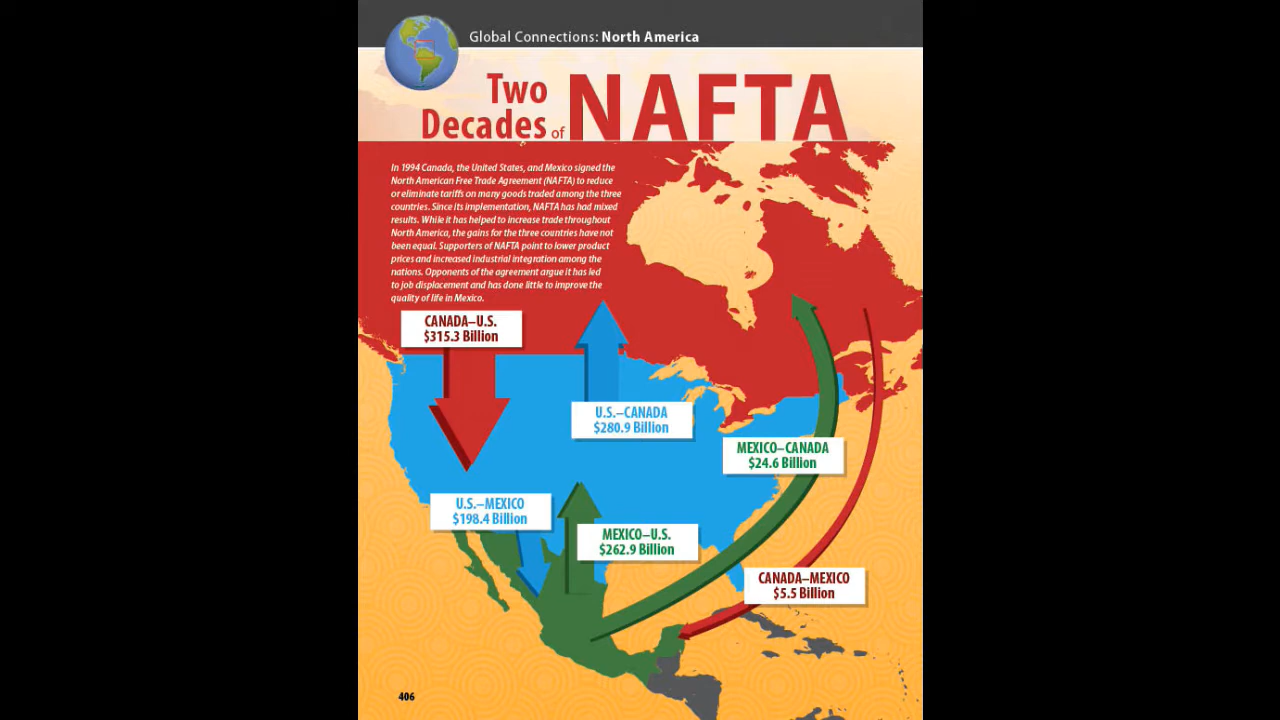 Global Connections: North America
Two
Decades of
NAFTA
In 1994 Canada, the United States, and Mexico signed the
North American Free Trade Agreement (NAFTA) to reduce
or eliminate tariffs on many goods traded among the three
countries. Since its implementation, NAFTA has had mixed
results. While it has helped to increase trade throughout
North America, the gains for the three countries have not
been equal. Supporters of NAFTA point to lower product
prices and increased industrial integration among the
nations. Opponents of the agreement argue it has led
to job displacement and has done little to improve the
quality of life in Mexico.
CANADA–U.S.
$315.3 Billion
U.S.–CANADA
$280.9 Billion
MEXICO–CANADA
$24.6 Billion
U.S.–MEXICO
$198.4 Billion
MEXICO–U.S.
$262.9 Billion
CANADA–MEXICO
$5.5 Billion
406